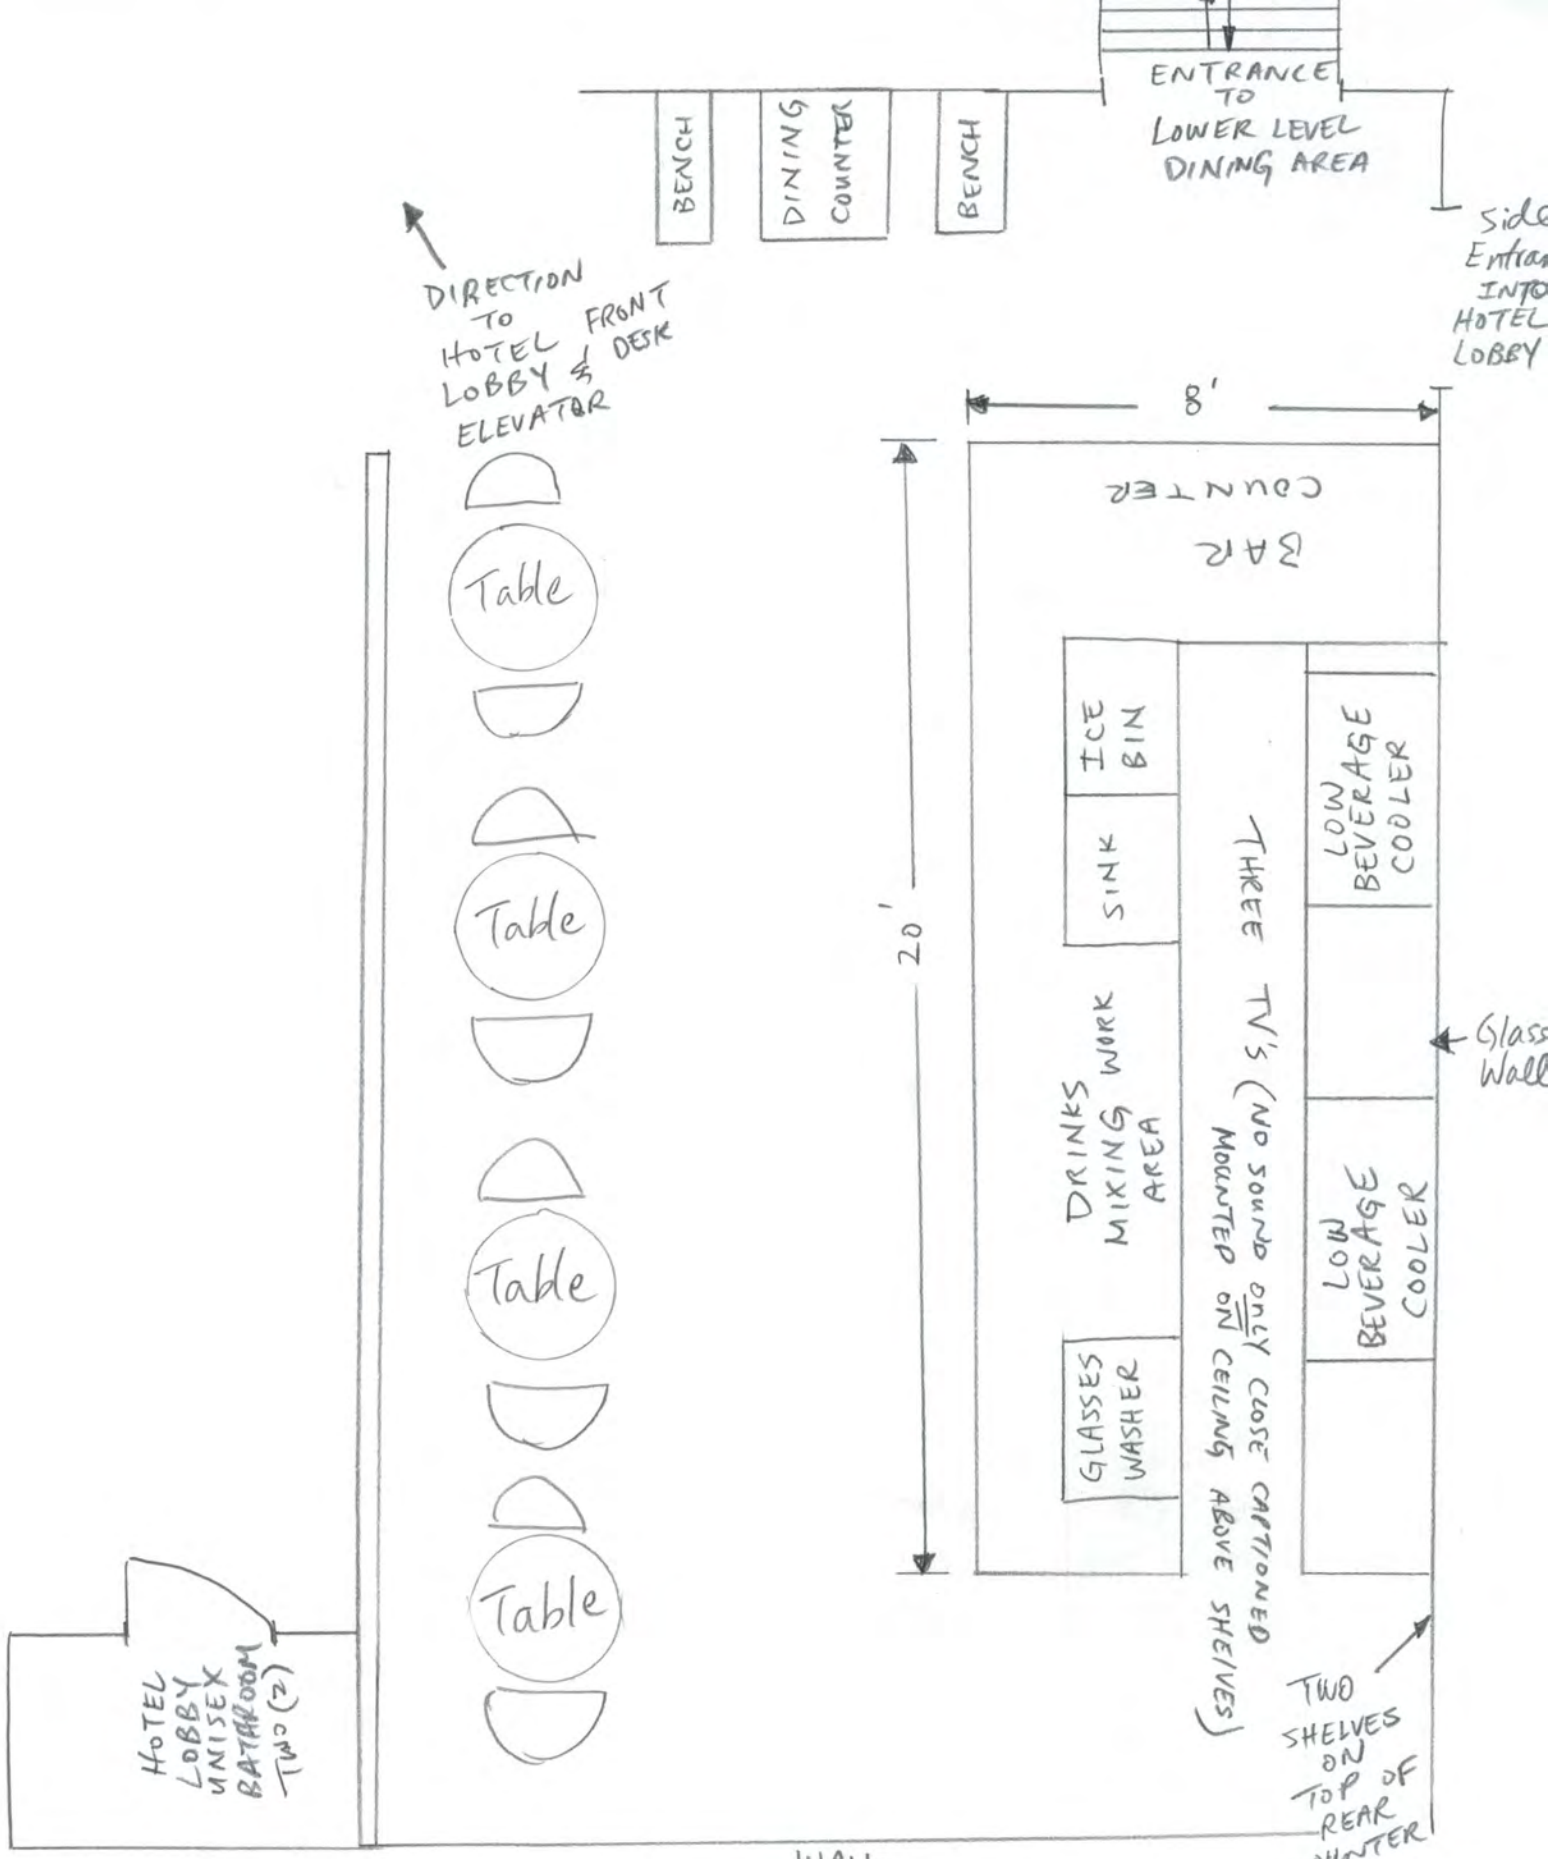 ENTRANCE
TO
LOWER LEVEL
DINING AREA
BENCH
DINING
COUNTER
BENCH
Side
INTO
HOTEL
LOBBY
DIRECTION
TO
HOTEL FRONT
LOBBY & DESK
ELEVATOR
8'
BAR
COUNTER
20'
Table
Table
Table
Table
ICE
BIN
SINK
DRINKS
MIXING WORK
AREA
GLASSES
WASHER
THREE TV'S (NO SOUND ONLY CLOSE CAPTIONED
MOUNTED ON CEILING ABOVE SHELVES)
LOW
BEVERAGE
COOLER
LOW
BEVERAGE
COOLER
Glass
Wall
HOTEL
LOBBY
UNISEX
BATHROOM
TWO (2)
TWO
SHELVES
ON
TOP OF
REAR